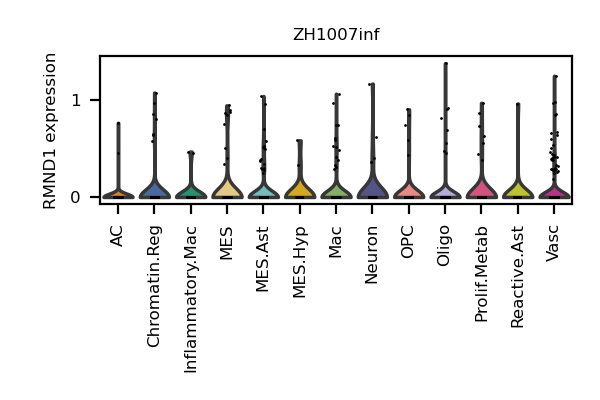 ZH1007inf
RMND1 expression
1
0
AC
Chromatin.Reg
Inflammatory.Mac
MES
MES.Ast
MES.Hyp
Mac
Neuron
OPC
Oligo
Prolif.Metab
Reactive.Ast
Vasc